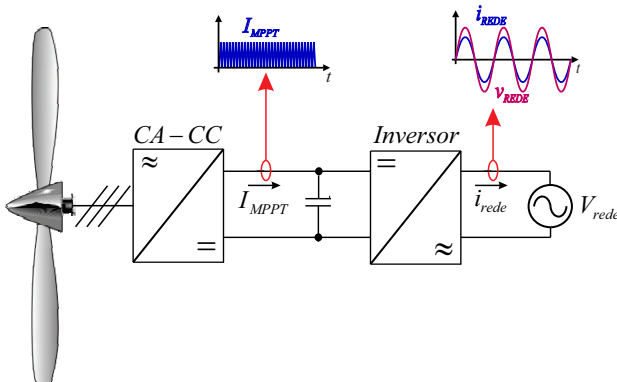 I_MPPT
t
i_REDE
t
v_REDE
CA – CC
Inversor
I_MPPT
i_rede
V_rede